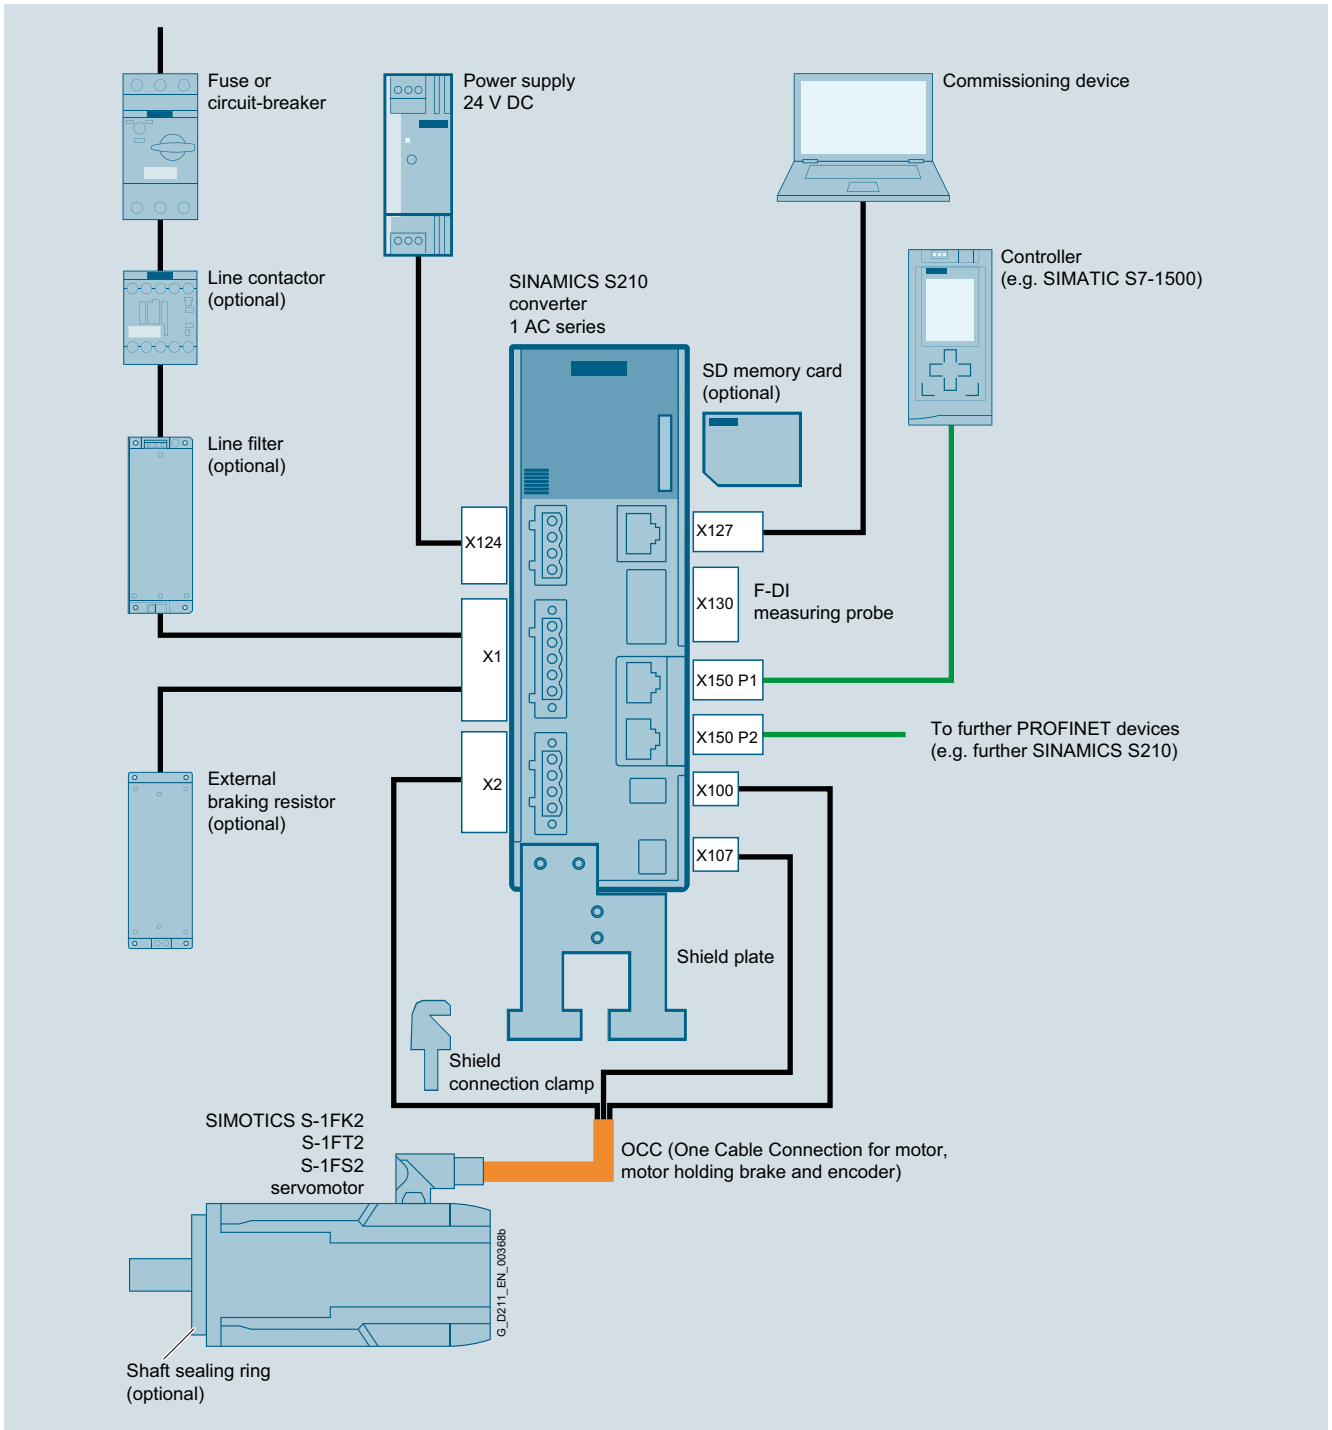 Fuse or
circuit-breaker
Power supply
24 V DC
Commissioning device
Line contactor
(optional)
SINAMICS S210
converter
1 AC series
Controller
(e.g. SIMATIC S7-1500)
SD memory card
(optional)
Line filter
(optional)
X124
X127
X130
F-DI
measuring probe
X1
X150 P1
X150 P2
To further PROFINET devices
(e.g. further SINAMICS S210)
X2
X100
External
braking resistor
(optional)
X107
Shield plate
Shield
connection clamp
SIMOTICS S-1FK2
S-1FT2
S-1FS2
servomotor
OCC (One Cable Connection for motor,
motor holding brake and encoder)
G_D211_EN_00368b
Shaft sealing ring
(optional)